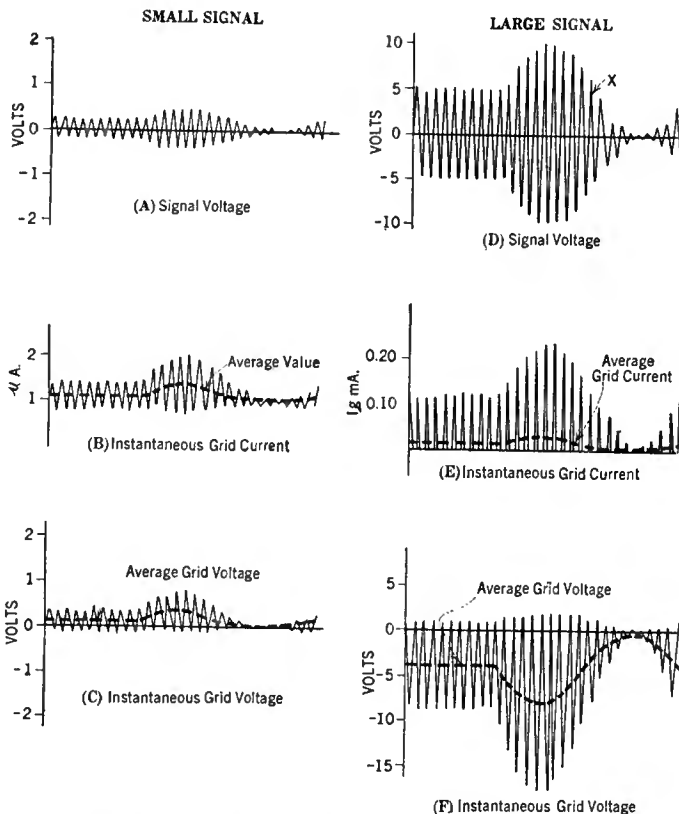 SMALL SIGNAL
2
1
0
-1
-2
VOLTS
(A) Signal Voltage
2
1
A.
Average Value
(B) Instantaneous Grid Current
2
1
0
-1
-2
VOLTS
Average Grid Voltage
(C) Instantaneous Grid Voltage
LARGE SIGNAL
10
5
0
-5
-10
VOLTS
X
(D) Signal Voltage
0.20
0.10
Ig mA.
Average
Grid Current
(E) Instantaneous Grid Current
5
0
-5
-10
-15
VOLTS
Average Grid Voltage
(F) Instantaneous Grid Voltage